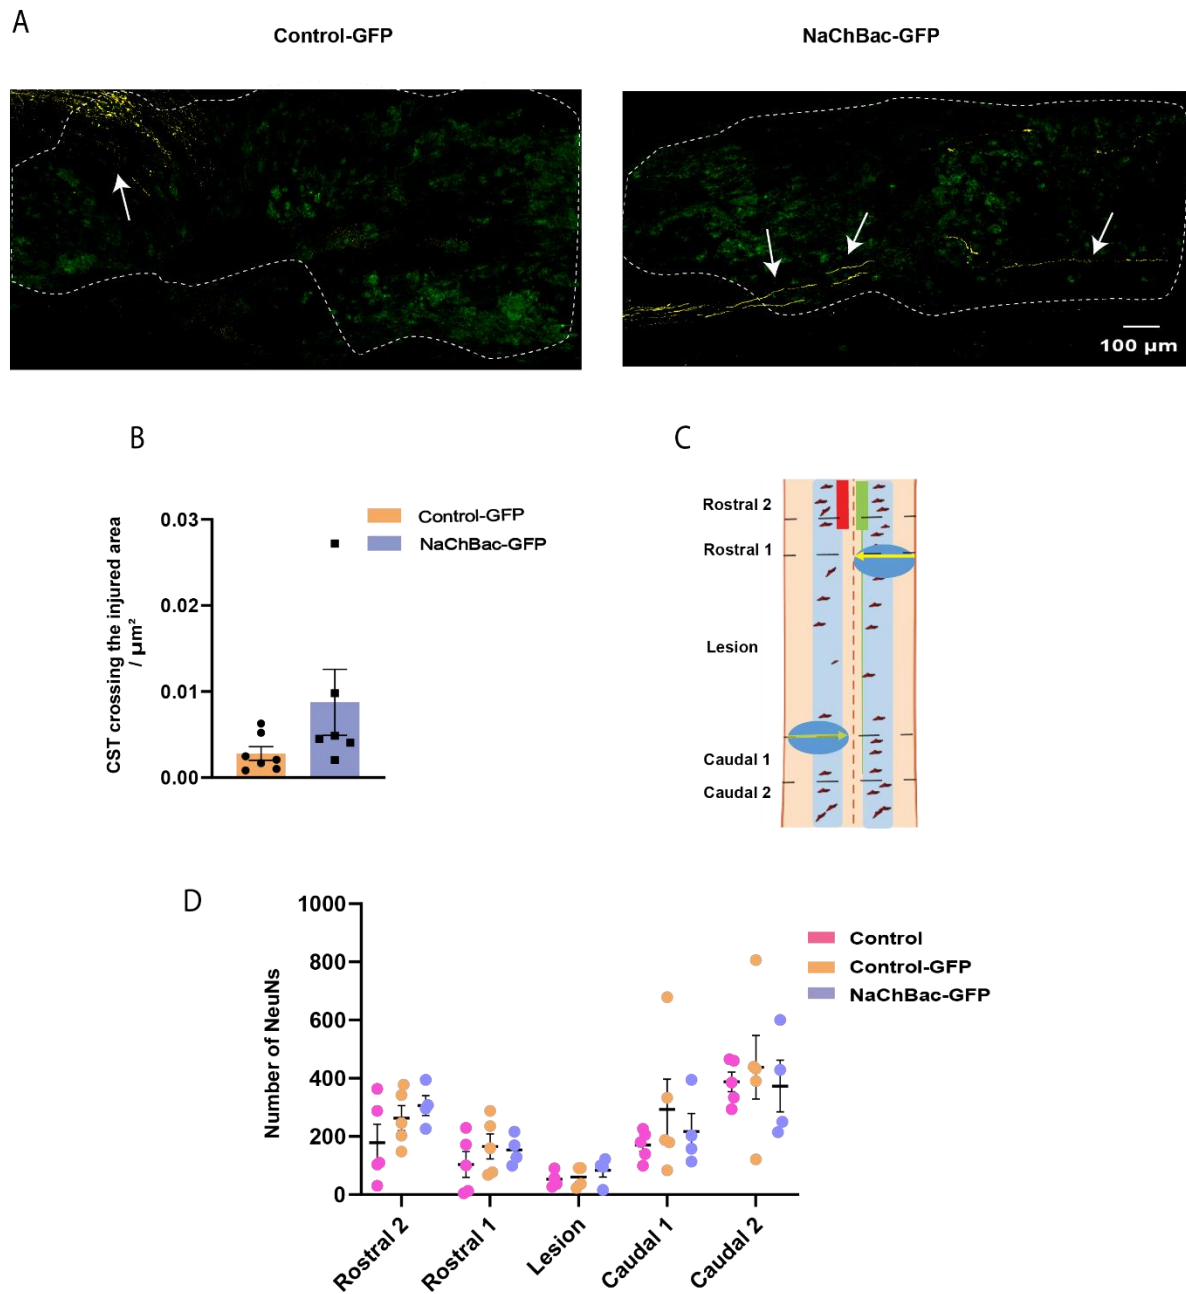 A
Control-GFP
NaChBac-GFP
100 µm
B
C
CST crossing the injured area
/ µm²
0.03
0.02
0.01
0.00
Control-GFP
NaChBac-GFP
Rostral 2
Rostral 1
Lesion
Caudal 1
Caudal 2
D
Number of NeuNs
1000
800
600
400
200
0
Rostral 2
Rostral 1
Lesion
Caudal 1
Caudal 2
Control
Control-GFP
NaChBac-GFP